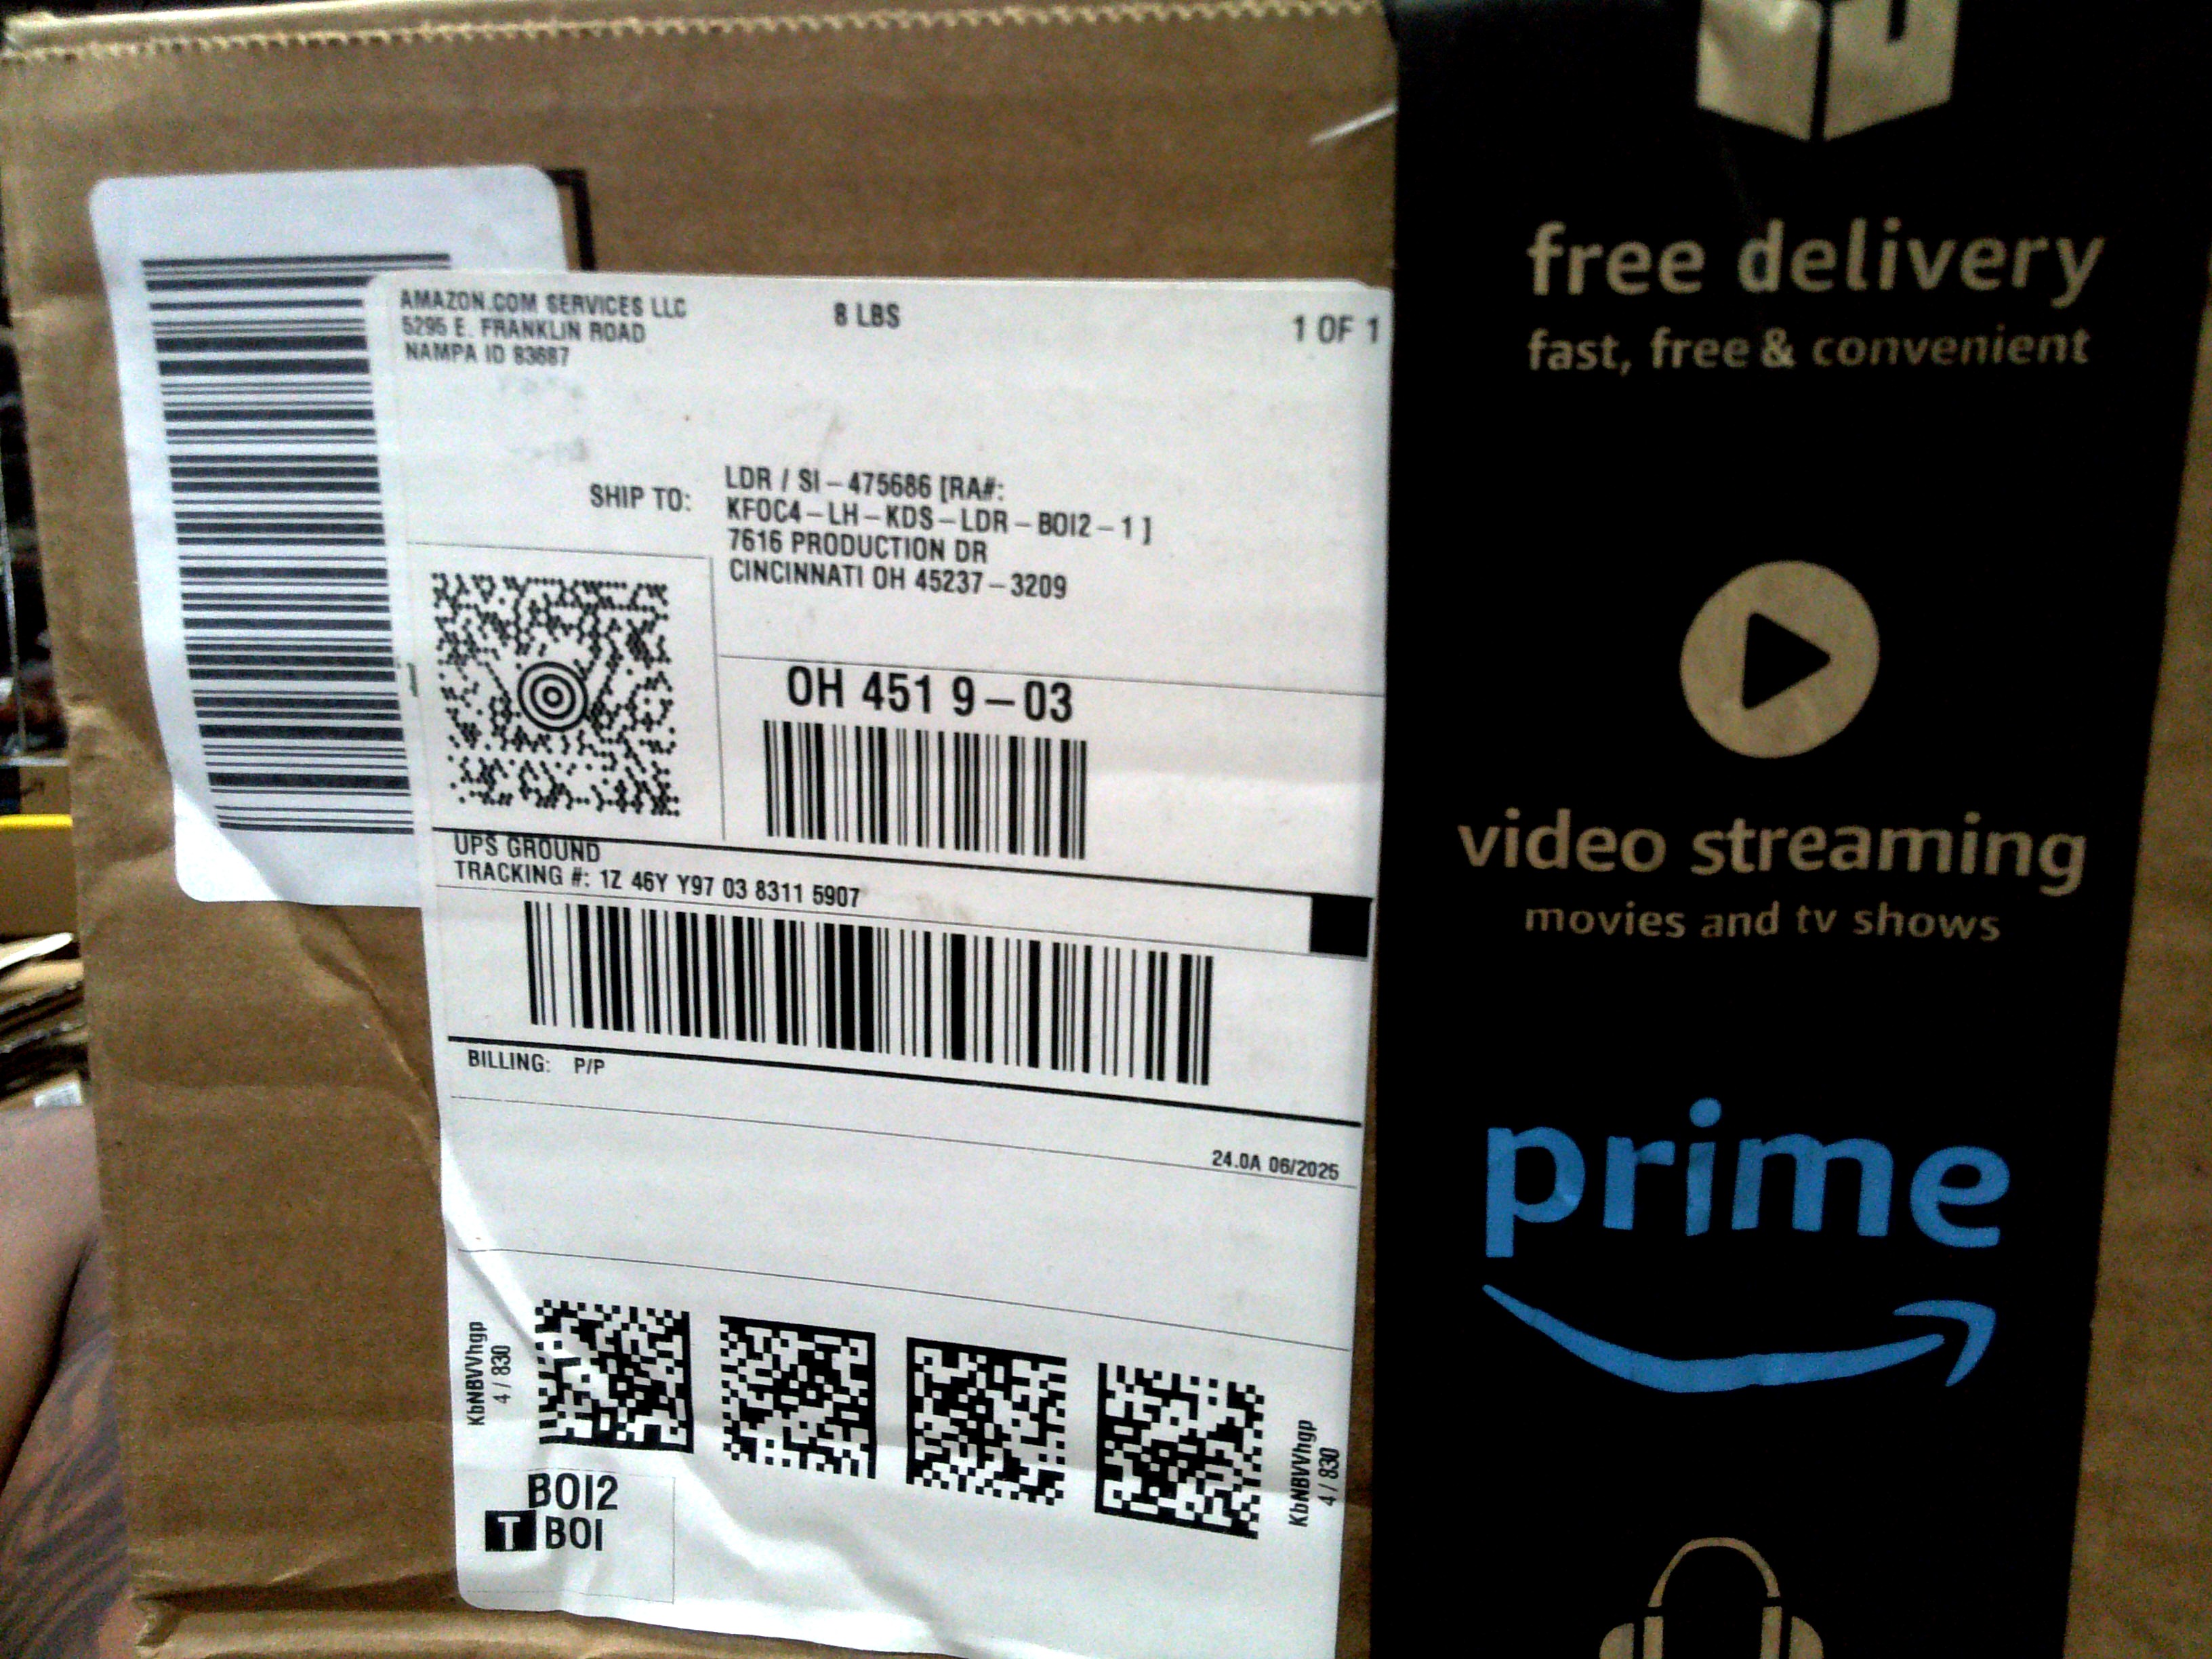 AMAZON.COM SERVICES LLC
5295 E. FRANKLIN ROAD
NAMPA ID 83687
8 LBS
1 OF 1
SHIP TO:
LDR / SI - 475686 [RA#:
KFOC4 - LH - KDS - LDR - BOI2 - 1 ]
7616 PRODUCTION DR
CINCINNATI OH 45237 - 3209
OH 451 9 - 03
UPS GROUND
TRACKING #: 1Z 46Y Y97 03 8311 5907
BILLING: P/P
24.0A 06/2025
KbNBVVhgp
4 / 830
KbNBVVhgp
4 / 830
BOI2
T BOI
free delivery
fast, free & convenient
video streaming
movies and tv shows
prime